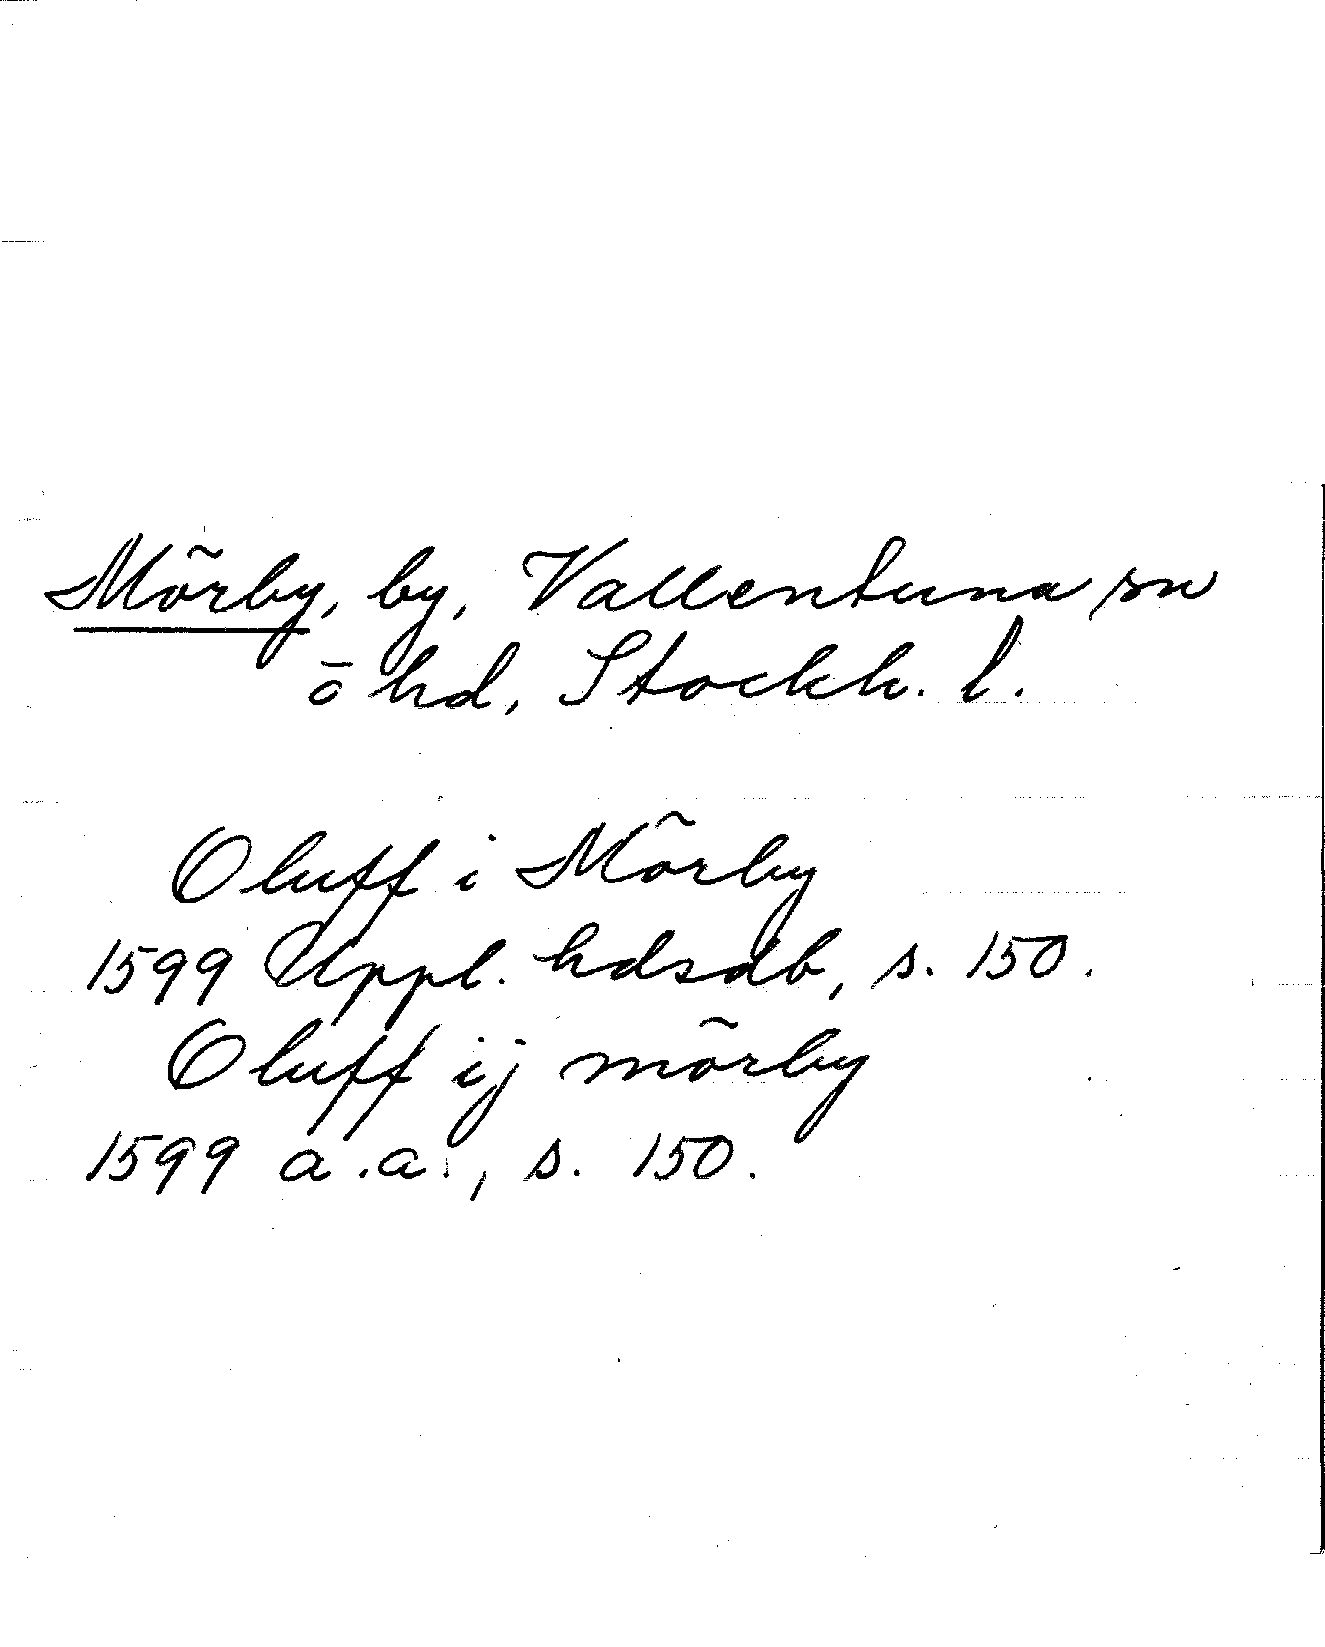 Mörby, by, Vallentuna sn
ö hd, Stockh. l.
Oluff i Mörby
1599 Uppl. hdsdb, s. 150.
Oluff ij mörby
1599 a.a., s. 150.